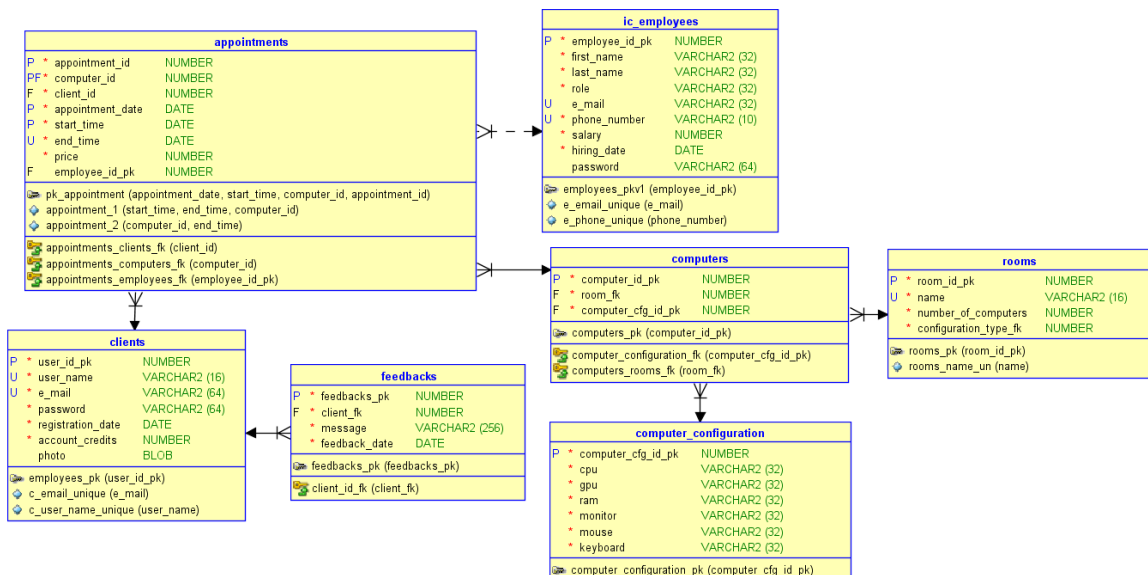 appointments
P * appointment_id NUMBER
PF * computer_id NUMBER
F * client_id NUMBER
P * appointment_date DATE
P * start_time DATE
U * end_time DATE
* price NUMBER
F employee_id_pk NUMBER
pk_appointment (appointment_date, start_time, computer_id, appointment_id)
appointment_1 (start_time, end_time, computer_id)
appointment_2 (computer_id, end_time)
appointments_clients_fk (client_id)
appointments_computers_fk (computer_id)
appointments_employees_fk (employee_id_pk)
ic_employees
P * employee_id_pk NUMBER
* first_name VARCHAR2 (32)
* last_name VARCHAR2 (32)
* role VARCHAR2 (32)
U e_mail VARCHAR2 (32)
U * phone_number VARCHAR2 (10)
* salary NUMBER
* hiring_date DATE
password VARCHAR2 (64)
employees_pkv1 (employee_id_pk)
e_email_unique (e_mail)
e_phone_unique (phone_number)
computers
P * computer_id_pk NUMBER
F * room_fk NUMBER
F * computer_cfg_id_pk NUMBER
computers_pk (computer_id_pk)
computer_configuration_fk (computer_cfg_id_pk)
computers_rooms_fk (room_fk)
rooms
P * room_id_pk NUMBER
U * name VARCHAR2 (16)
* number_of_computers NUMBER
* configuration_type_fk NUMBER
rooms_pk (room_id_pk)
rooms_name_un (name)
clients
P * user_id_pk NUMBER
U * user_name VARCHAR2 (16)
U * e_mail VARCHAR2 (64)
* password VARCHAR2 (64)
* registration_date DATE
* account_credits NUMBER
photo BLOB
employees_pk (user_id_pk)
c_email_unique (e_mail)
c_user_name_unique (user_name)
feedbacks
P * feedbacks_pk NUMBER
F * client_fk NUMBER
* message VARCHAR2 (256)
* feedback_date DATE
feedbacks_pk (feedbacks_pk)
client_id_fk (client_fk)
computer_configuration
P * computer_cfg_id_pk NUMBER
* cpu VARCHAR2 (32)
* gpu VARCHAR2 (32)
* ram VARCHAR2 (32)
* monitor VARCHAR2 (32)
* mouse VARCHAR2 (32)
* keyboard VARCHAR2 (32)
computer_configuration_pk (computer_cfg_id_pk)